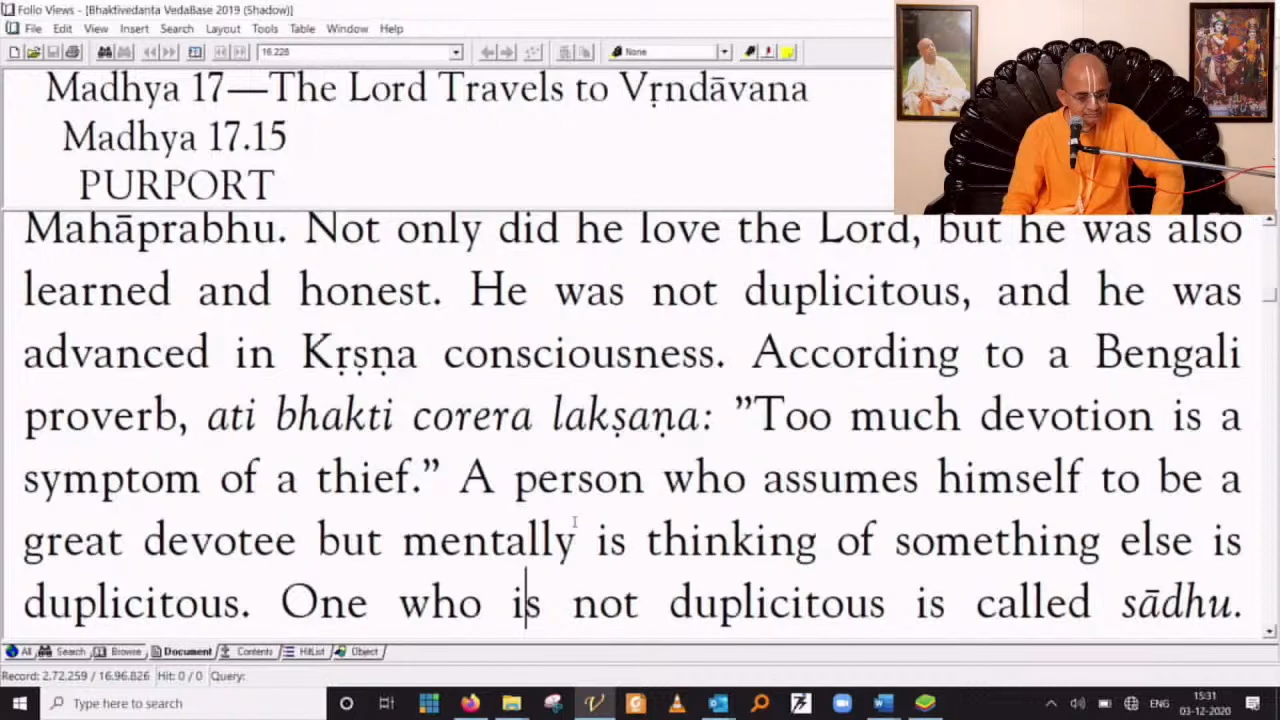 Folio Views - [Bhaktivedanta VedaBase 2019 (Shadow)]
File Edit View Insert Search Layout Tools Table Window Help
16.228 None
Madhya 17—The Lord Travels to Vṛndāvana
Madhya 17.15
PURPORT
Mahāprabhu. Not only did he love the Lord, but he was also
learned and honest. He was not duplicitous, and he was
advanced in Kṛṣṇa consciousness. According to a Bengali
proverb, ati bhakti corera lakṣaṇa: ”Too much devotion is a
symptom of a thief.” A person who assumes himself to be a
great devotee but mentally is thinking of something else is
duplicitous. One who is not duplicitous is called sādhu.
All Search Browse Document Contents HitList Object
Record: 2.72.259 / 16.96.826 Hit: 0 / 0 Query:
Type here to search ENG 15:31
03-12-2020